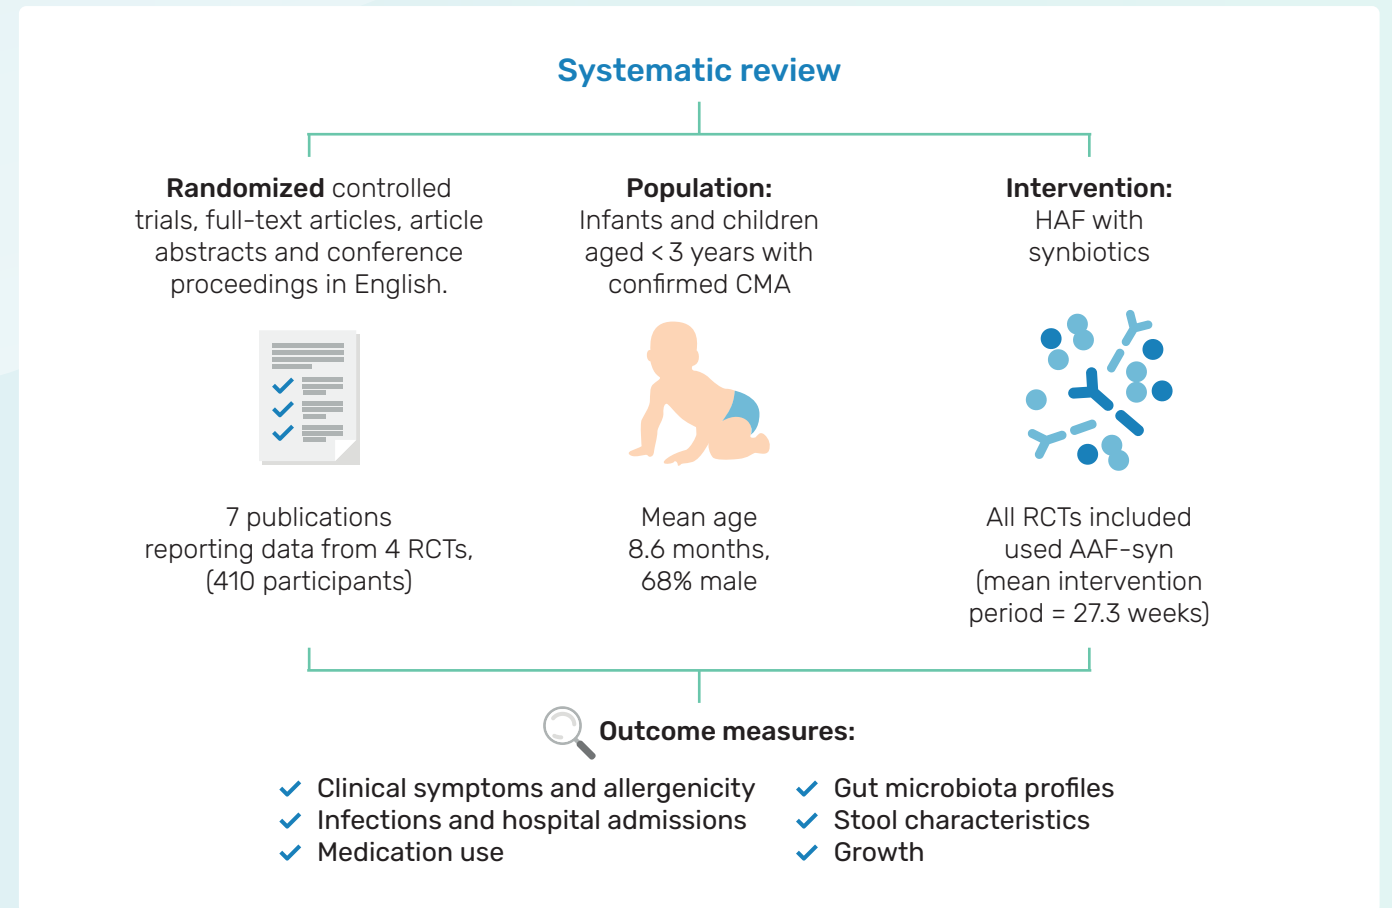 Systematic review
Randomized controlled
trials, full-text articles, article
abstracts and conference
proceedings in English.
7 publications
reporting data from 4 RCTs,
(410 participants)
Population:
Infants and children
aged < 3 years with
confirmed CMA
Mean age
8.6 months,
68% male
Intervention:
HAF with
synbiotics
All RCTs included
used AAF-syn
(mean intervention
period = 27.3 weeks)
Outcome measures:
Clinical symptoms and allergenicity
Infections and hospital admissions
Medication use
Gut microbiota profiles
Stool characteristics
Growth